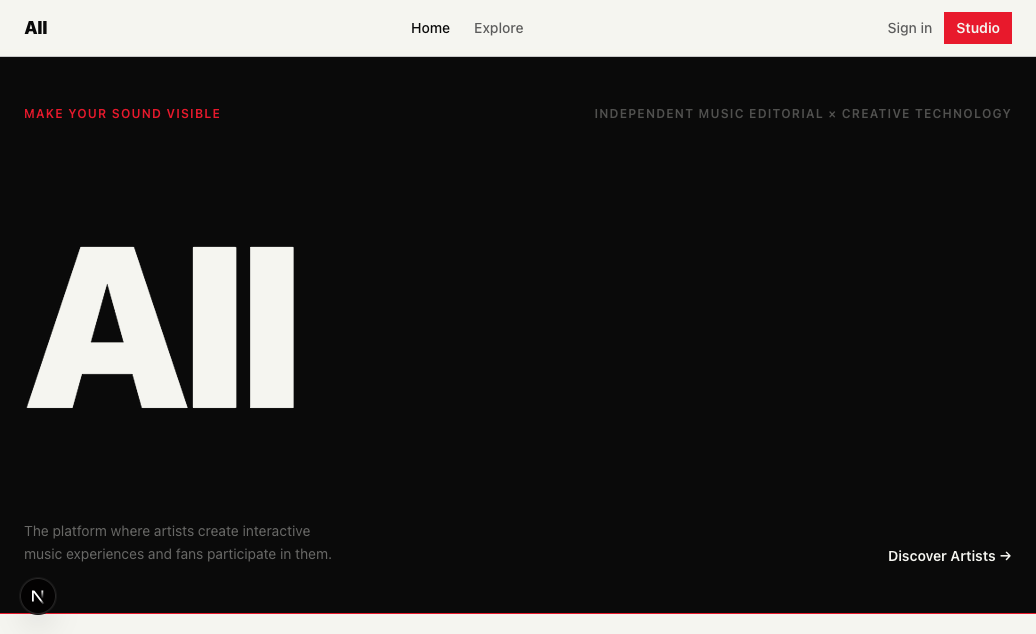 All
Home Explore
Sign in Studio
MAKE YOUR SOUND VISIBLE
INDEPENDENT MUSIC EDITORIAL × CREATIVE TECHNOLOGY
All
The platform where artists create interactive
music experiences and fans participate in them.
Discover Artists →
N